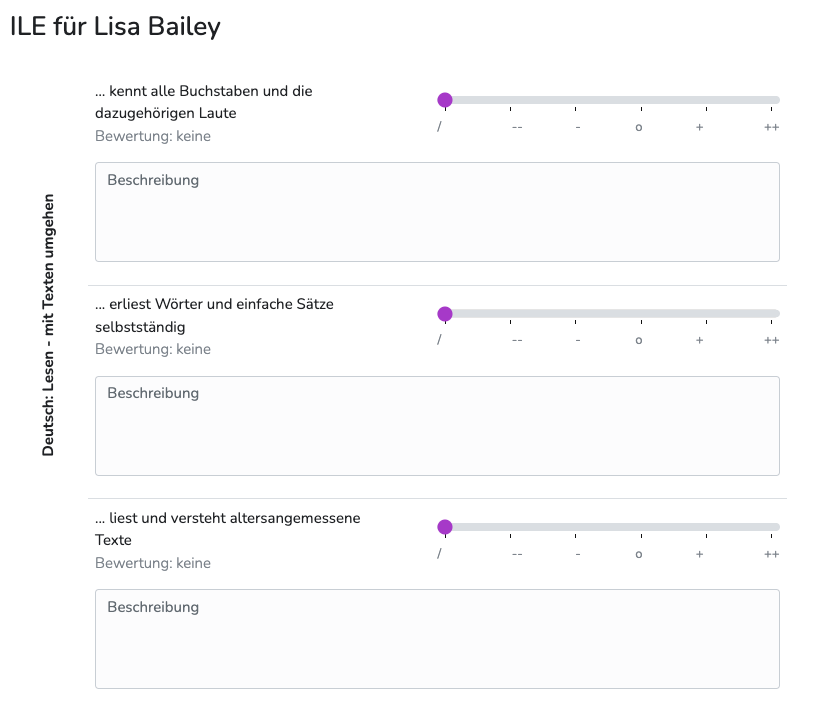 ILE für Lisa Bailey
Deutsch: Lesen - mit Texten umgehen
... kennt alle Buchstaben und die
dazugehörigen Laute
Bewertung: keine
/ -- - o + ++
Beschreibung
... erliest Wörter und einfache Sätze
selbstständig
Bewertung: keine
/ -- - o + ++
Beschreibung
... liest und versteht altersangemessene
Texte
Bewertung: keine
/ -- - o + ++
Beschreibung